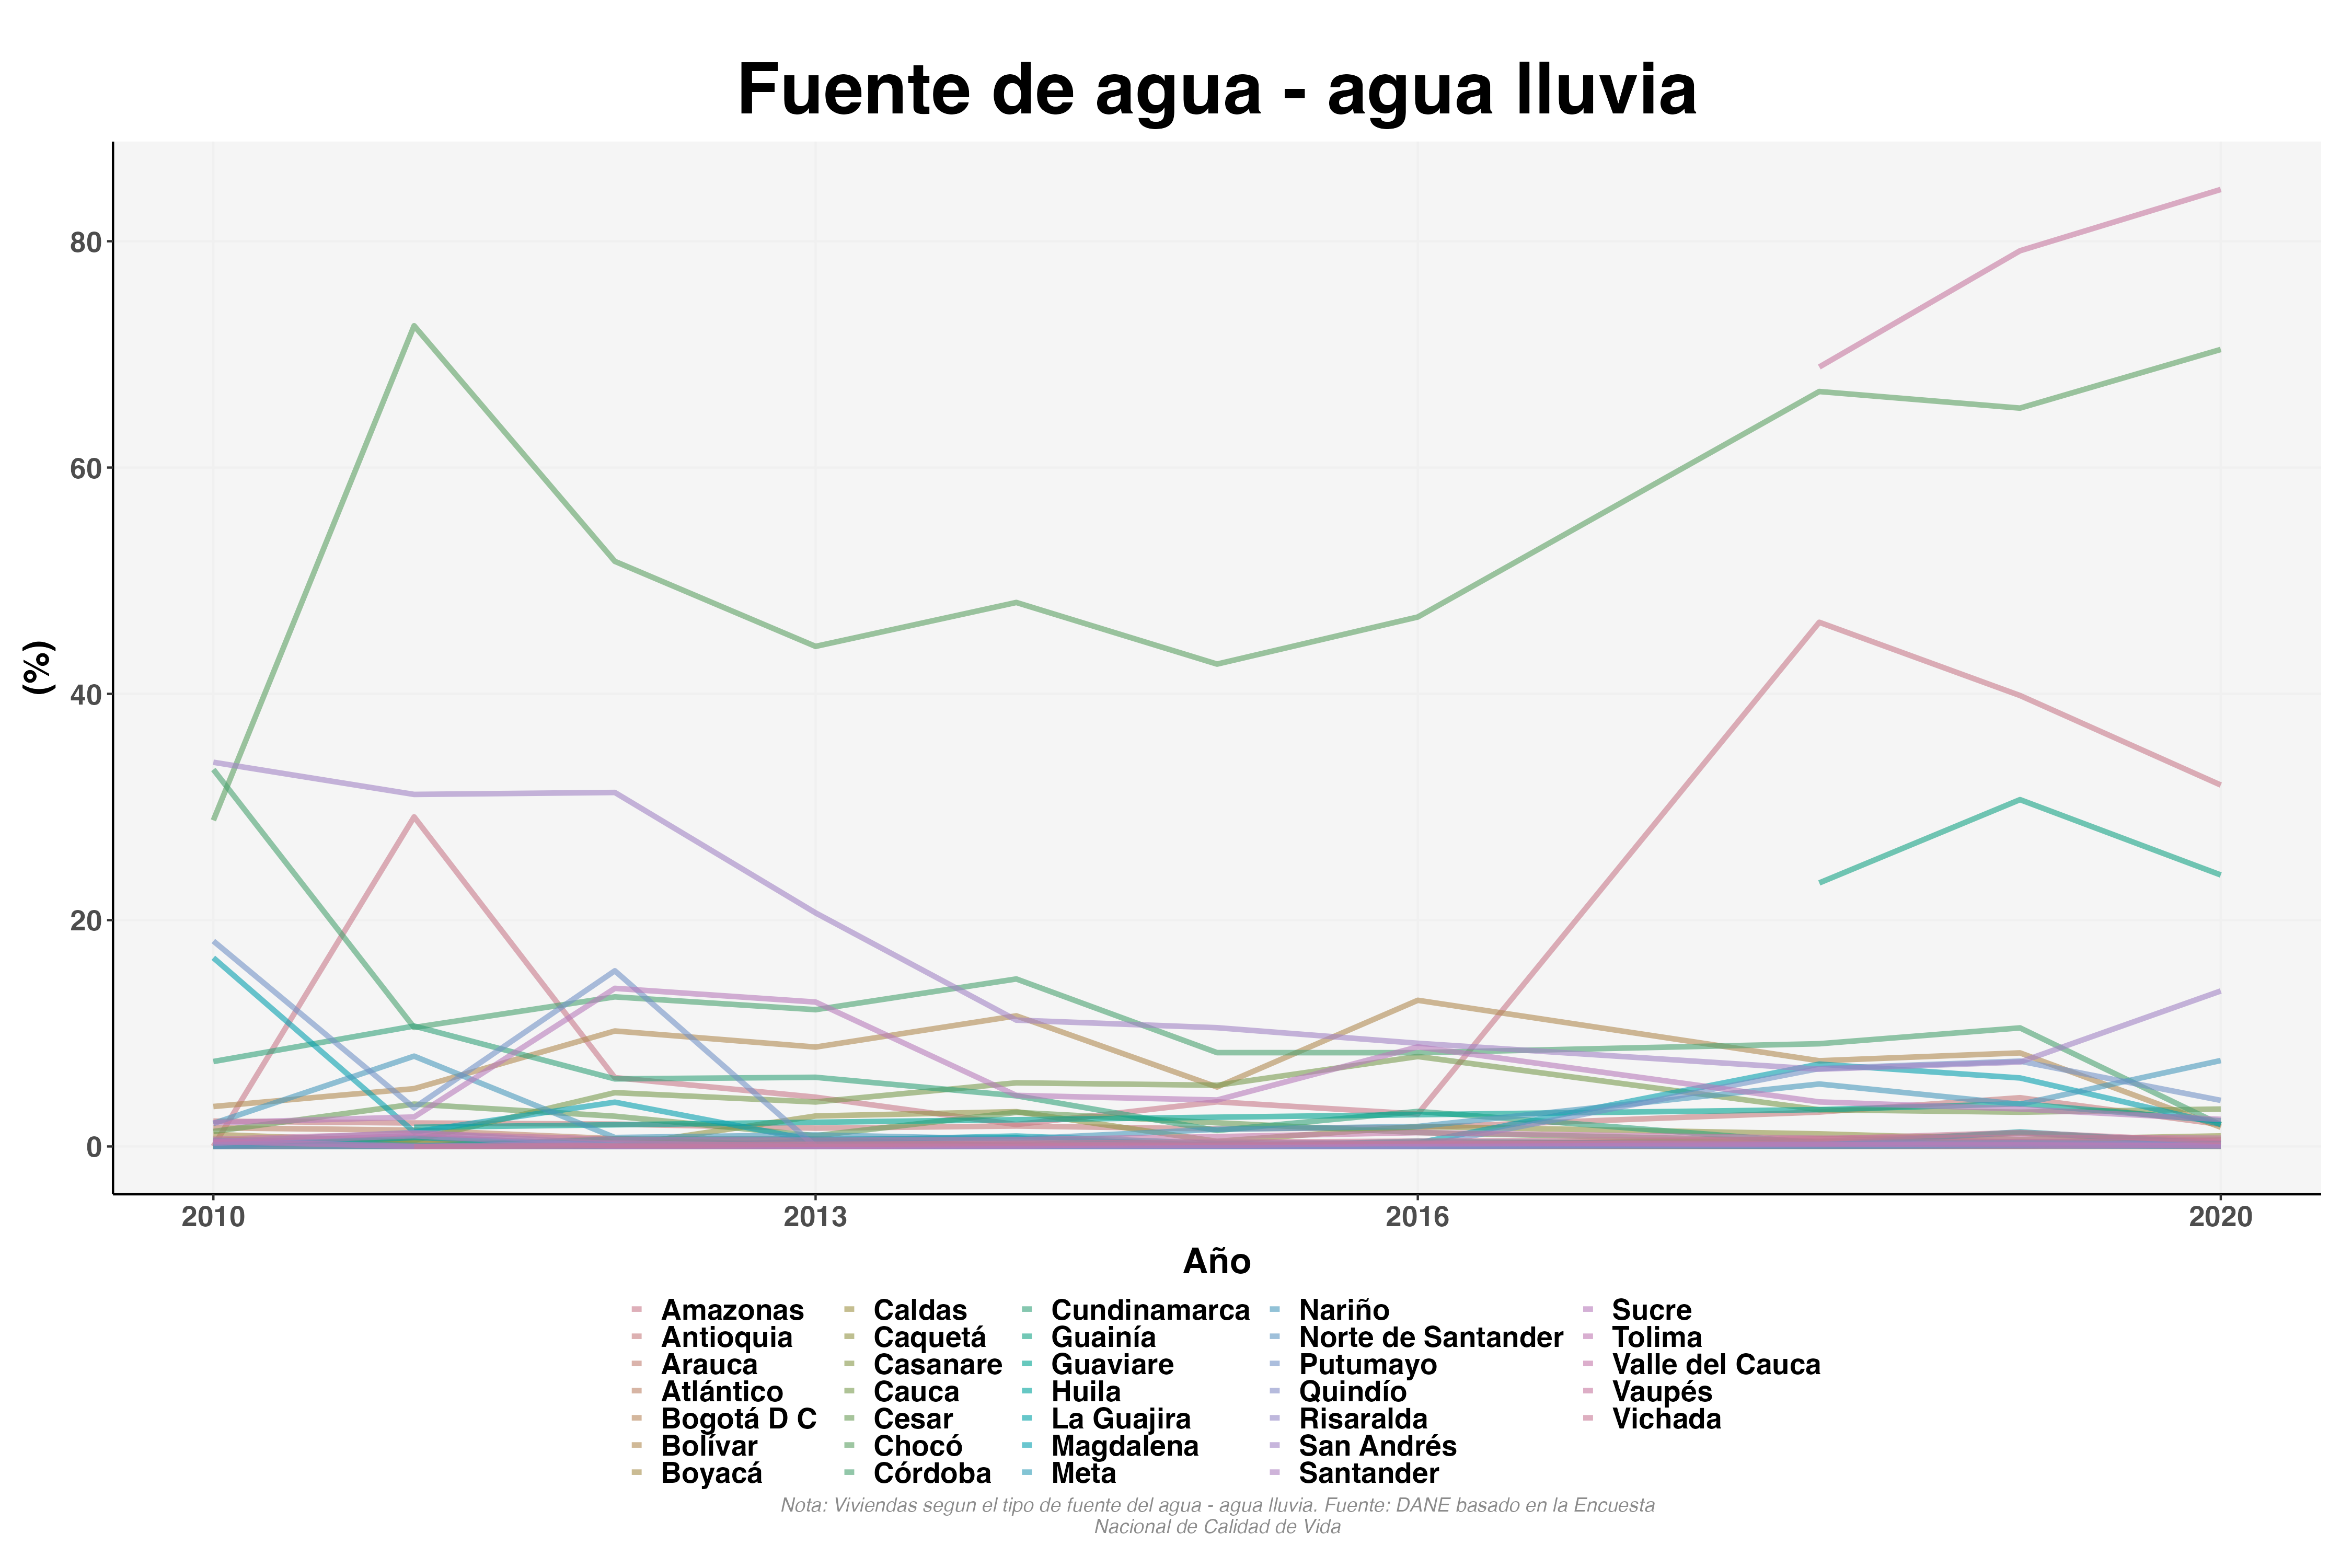 Fuente de agua - agua lluvia
80
60
40
20
0
(%)
2010 2013 2016 2020
Año
Amazonas Caldas Cundinamarca Nariño Sucre
Antioquia Caquetá Guainía Norte de Santander Tolima
Arauca Casanare Guaviare Putumayo Valle del Cauca
Atlántico Cauca Huila Quindío Vaupés
Bogotá D C Cesar La Guajira Risaralda Vichada
Bolívar Chocó Magdalena San Andrés
Boyacá Córdoba Meta Santander
Nota: Viviendas segun el tipo de fuente del agua - agua lluvia. Fuente: DANE basado en la Encuesta
Nacional de Calidad de Vida